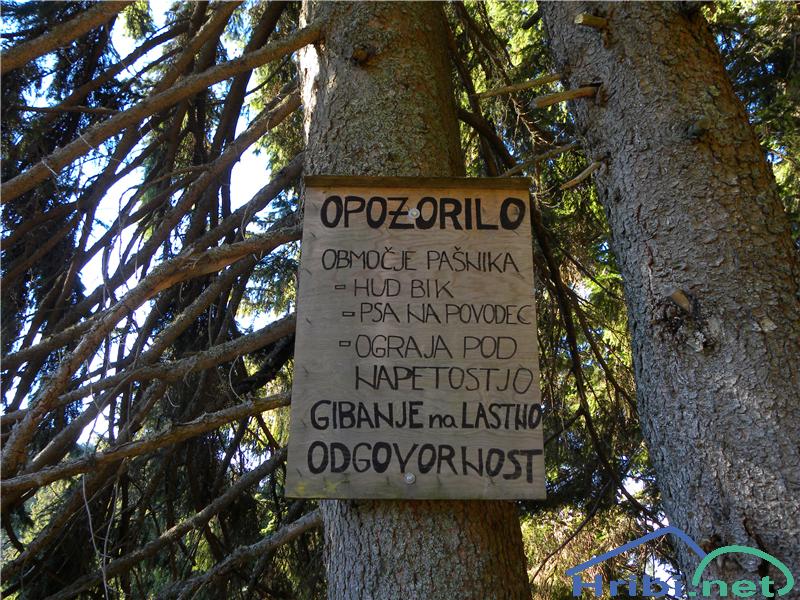 OPOZORILO
OBMOČJE PAŠNIKA
- HUD BIK
- PSA NA POVODEC
- OGRAJA POD
NAPETOSTJO
GIBANJE na LASTNO
ODGOVORNOST
Hribi.net